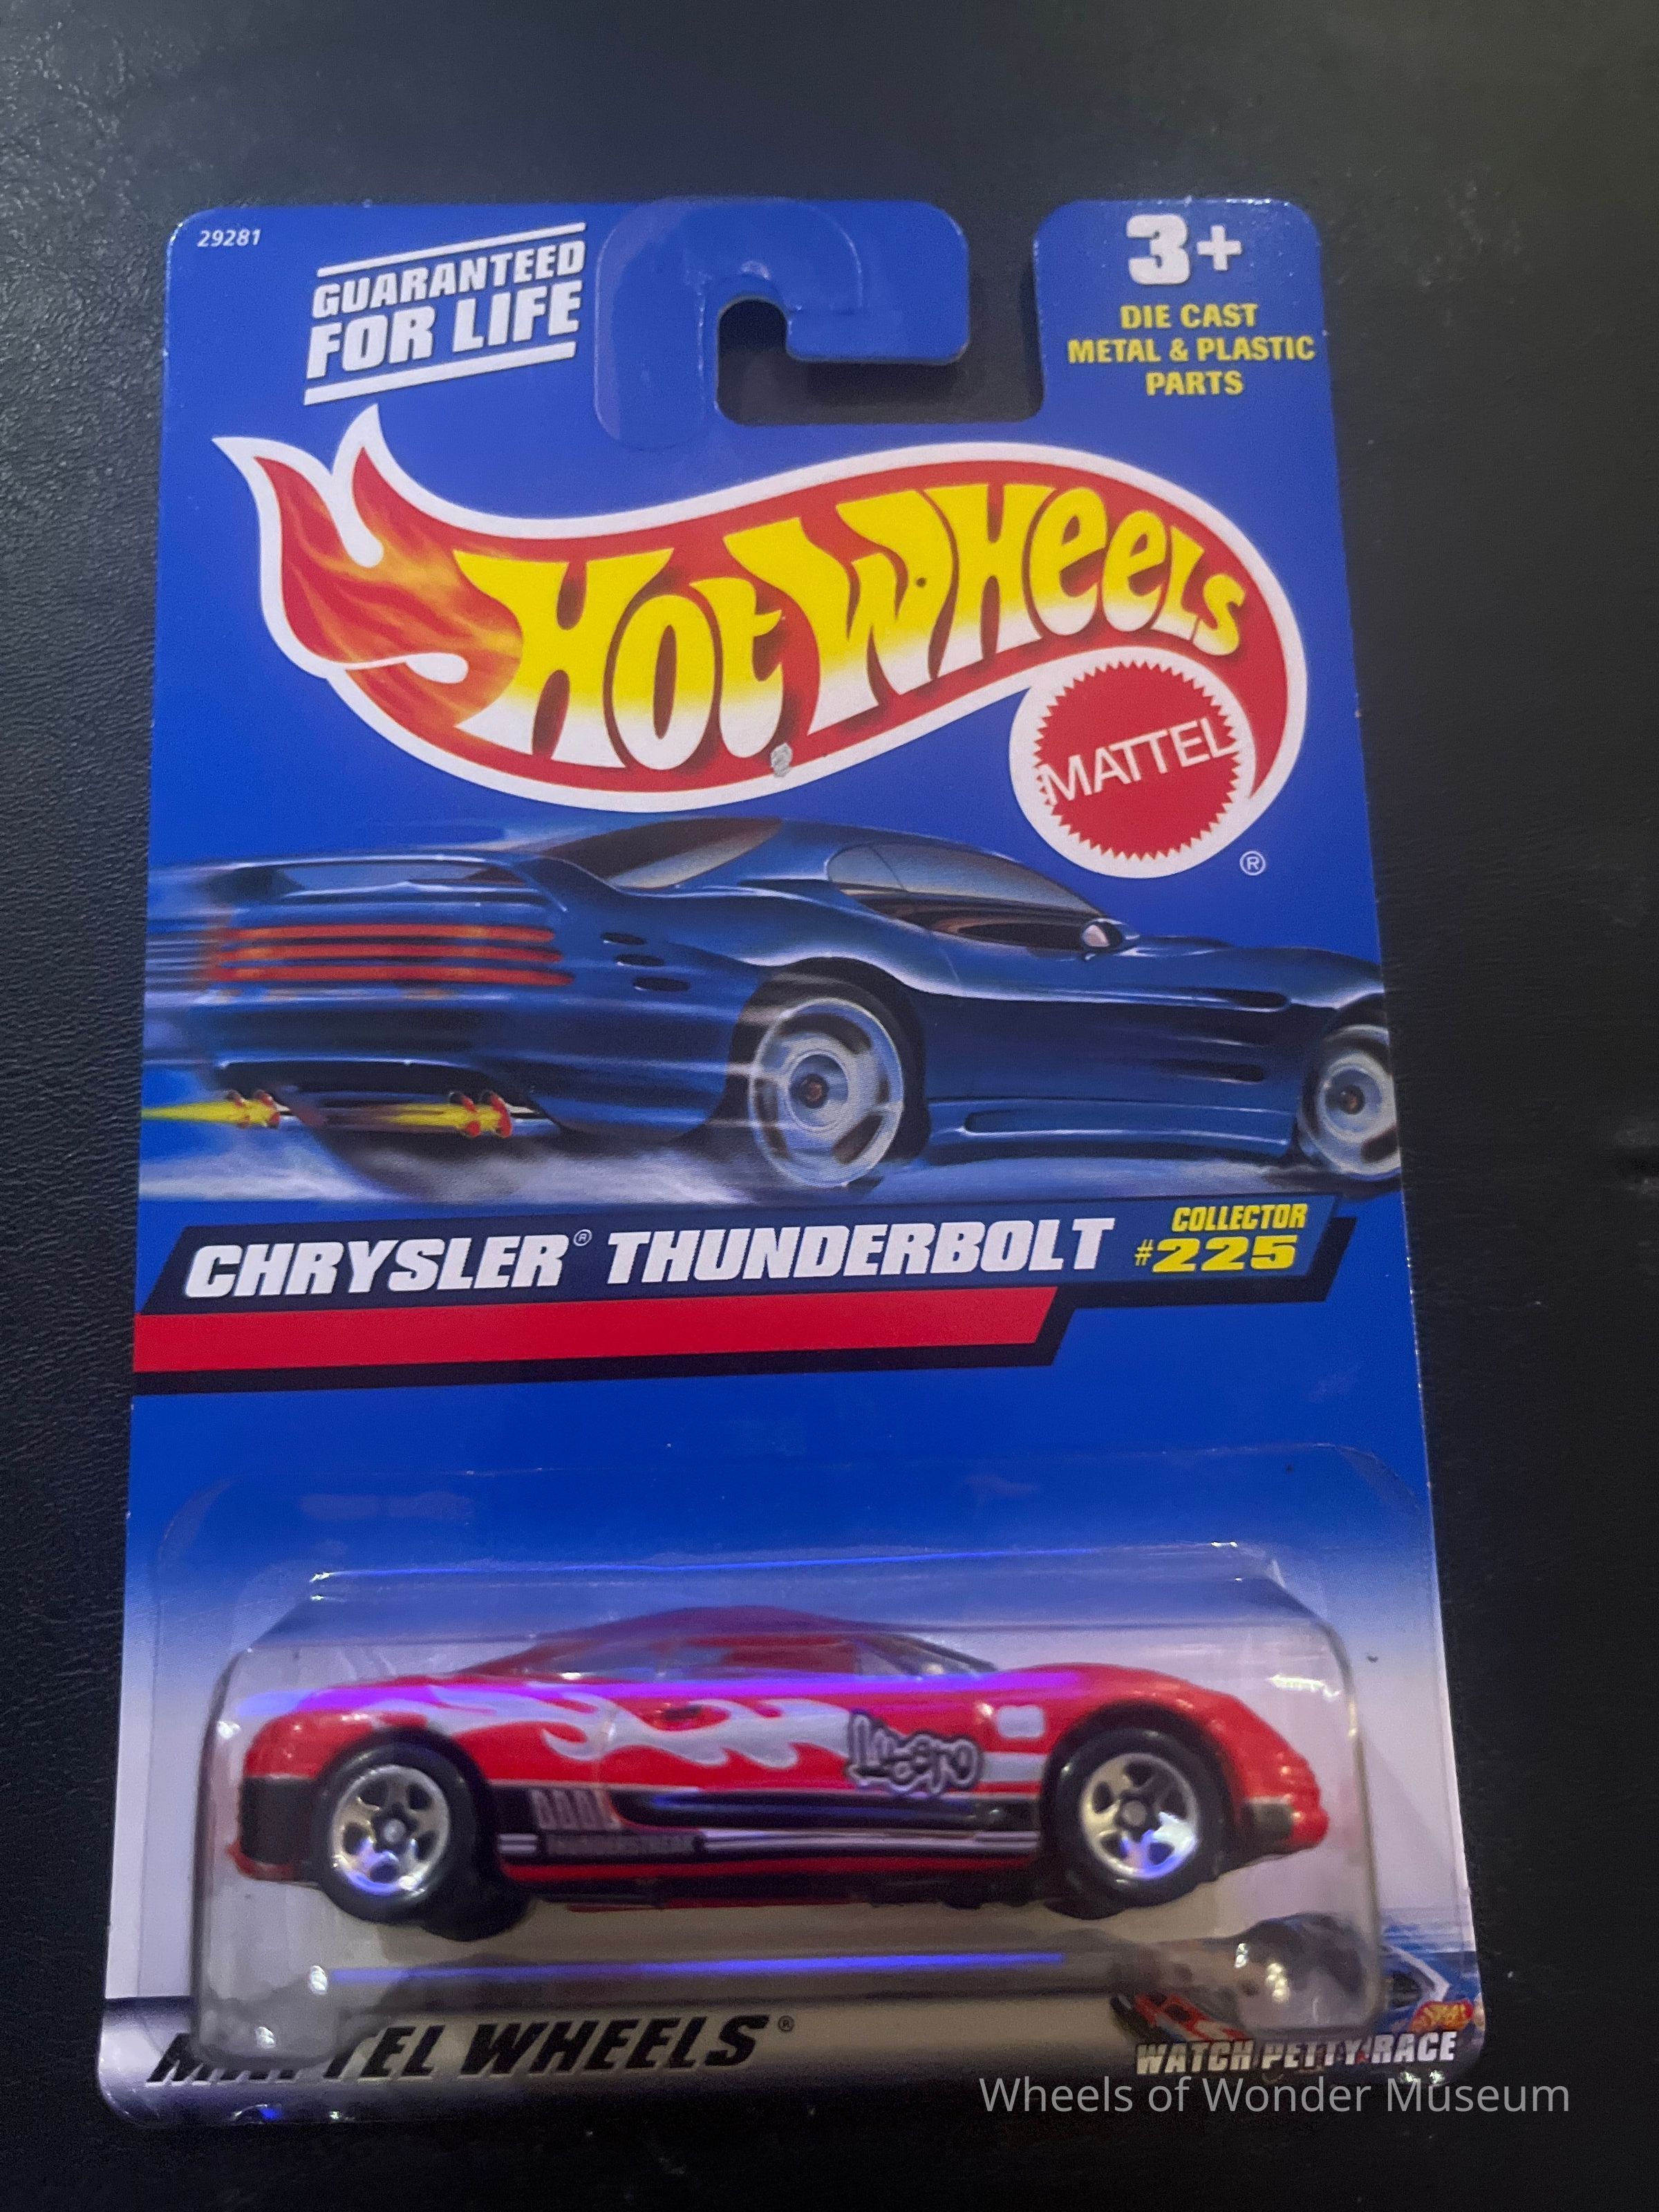 29281
GUARANTEED
FOR LIFE
3+
DIE CAST
METAL & PLASTIC
PARTS
HOT WHEELS
MATTEL
®
CHRYSLER® THUNDERBOLT
COLLECTOR
#225
MATTEL WHEELS®
WATCH PETTY RACE
Wheels of Wonder Museum